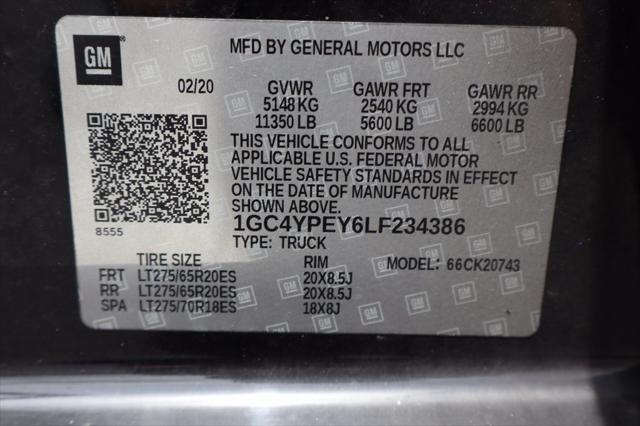 GM
MFD BY GENERAL MOTORS LLC
02/20 GVWR GAWR FRT GAWR RR
5148 KG 2540 KG 2994 KG
11350 LB 5600 LB 6600 LB
THIS VEHICLE CONFORMS TO ALL
APPLICABLE U.S. FEDERAL MOTOR
VEHICLE SAFETY STANDARDS IN EFFECT
ON THE DATE OF MANUFACTURE
SHOWN ABOVE.
8555
1GC4YPEY6LF234386
TYPE: TRUCK
TIRE SIZE RIM MODEL: 66CK20743
FRT LT275/65R20ES 20X8.5J
RR LT275/65R20ES 20X8.5J
SPA LT275/70R18ES 18X8J